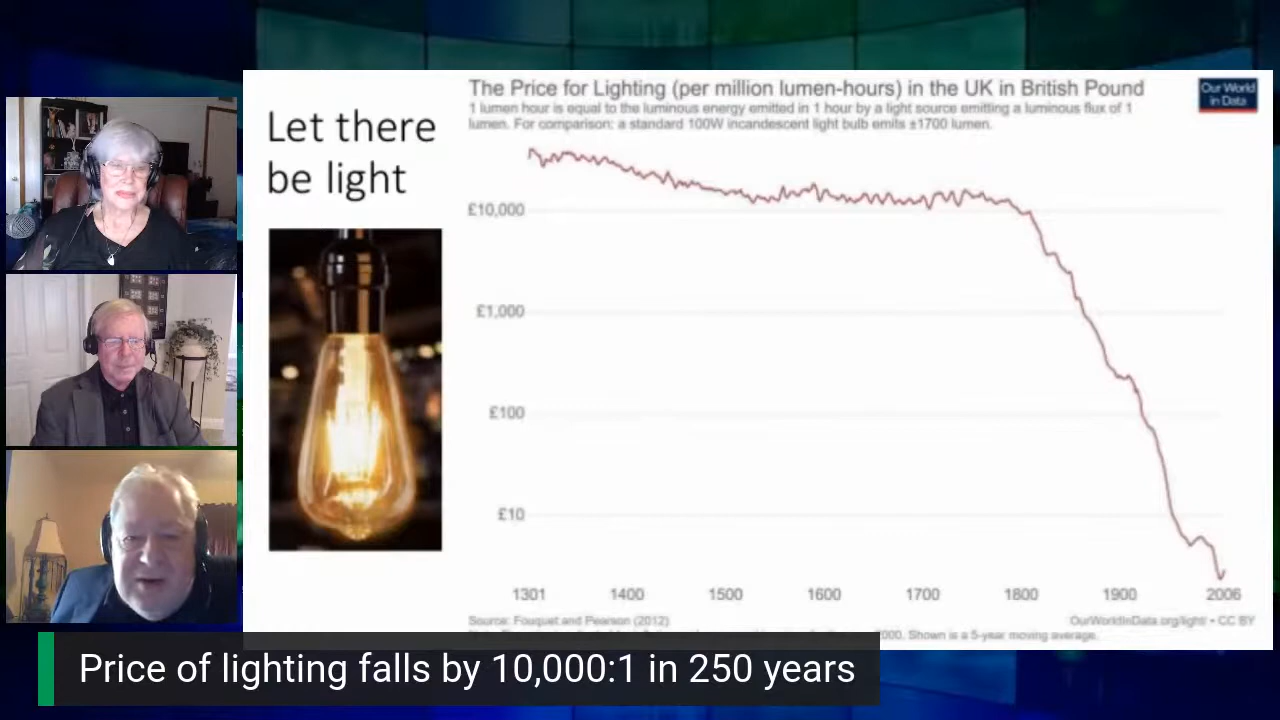 The Price for Lighting (per million lumen-hours) in the UK in British Pound
1 lumen hour is equal to the luminous energy emitted in 1 hour by a light source emitting a luminous flux of 1
lumen. For comparison: a standard 100W incandescent light bulb emits ±1700 lumen.
Our World
in Data
Let there
be light
£10,000
£1,000
£100
£10
1301 1400 1500 1600 1700 1800 1900 2006
Source: Fouquet and Pearson (2012)
OurWorldInData.org/light/ • CC BY
2000. Shown is a 5-year moving average.
Price of lighting falls by 10,000:1 in 250 years